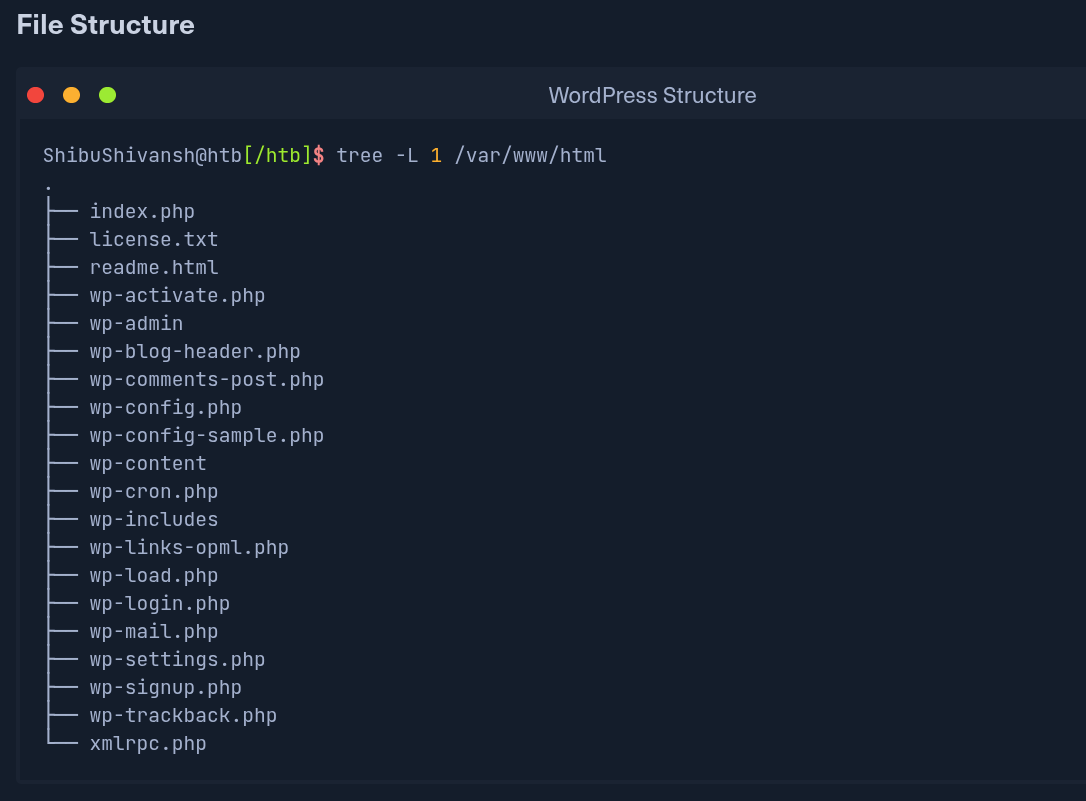 File Structure
WordPress Structure
ShibuShivansh@htb[/htb]$ tree -L 1 /var/www/html
.
├── index.php
├── license.txt
├── readme.html
├── wp-activate.php
├── wp-admin
├── wp-blog-header.php
├── wp-comments-post.php
├── wp-config.php
├── wp-config-sample.php
├── wp-content
├── wp-cron.php
├── wp-includes
├── wp-links-opml.php
├── wp-load.php
├── wp-login.php
├── wp-mail.php
├── wp-settings.php
├── wp-signup.php
├── wp-trackback.php
└── xmlrpc.php